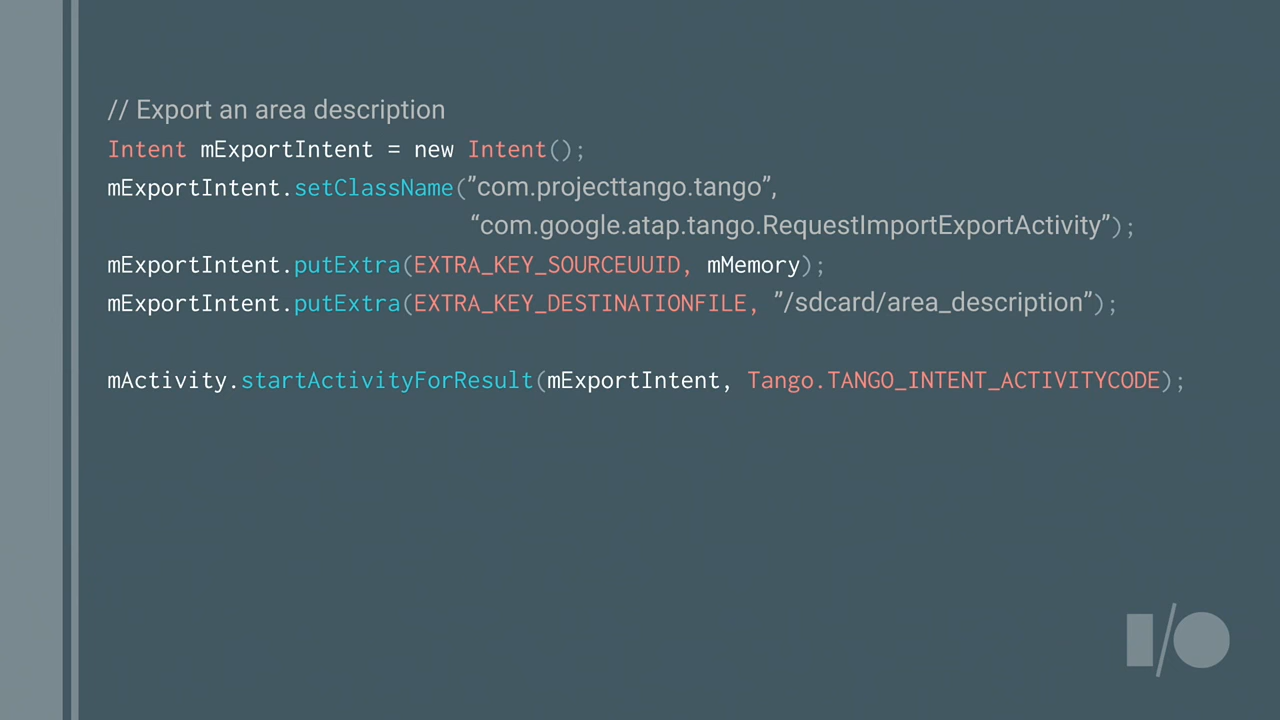 // Export an area description
Intent mExportIntent = new Intent();
mExportIntent.setClassName(”com.projecttango.tango”,
“com.google.atap.tango.RequestImportExportActivity”);
mExportIntent.putExtra(EXTRA_KEY_SOURCEUUID, mMemory);
mExportIntent.putExtra(EXTRA_KEY_DESTINATIONFILE, ”/sdcard/area_description”);
mActivity.startActivityForResult(mExportIntent, Tango.TANGO_INTENT_ACTIVITYCODE);
I/O